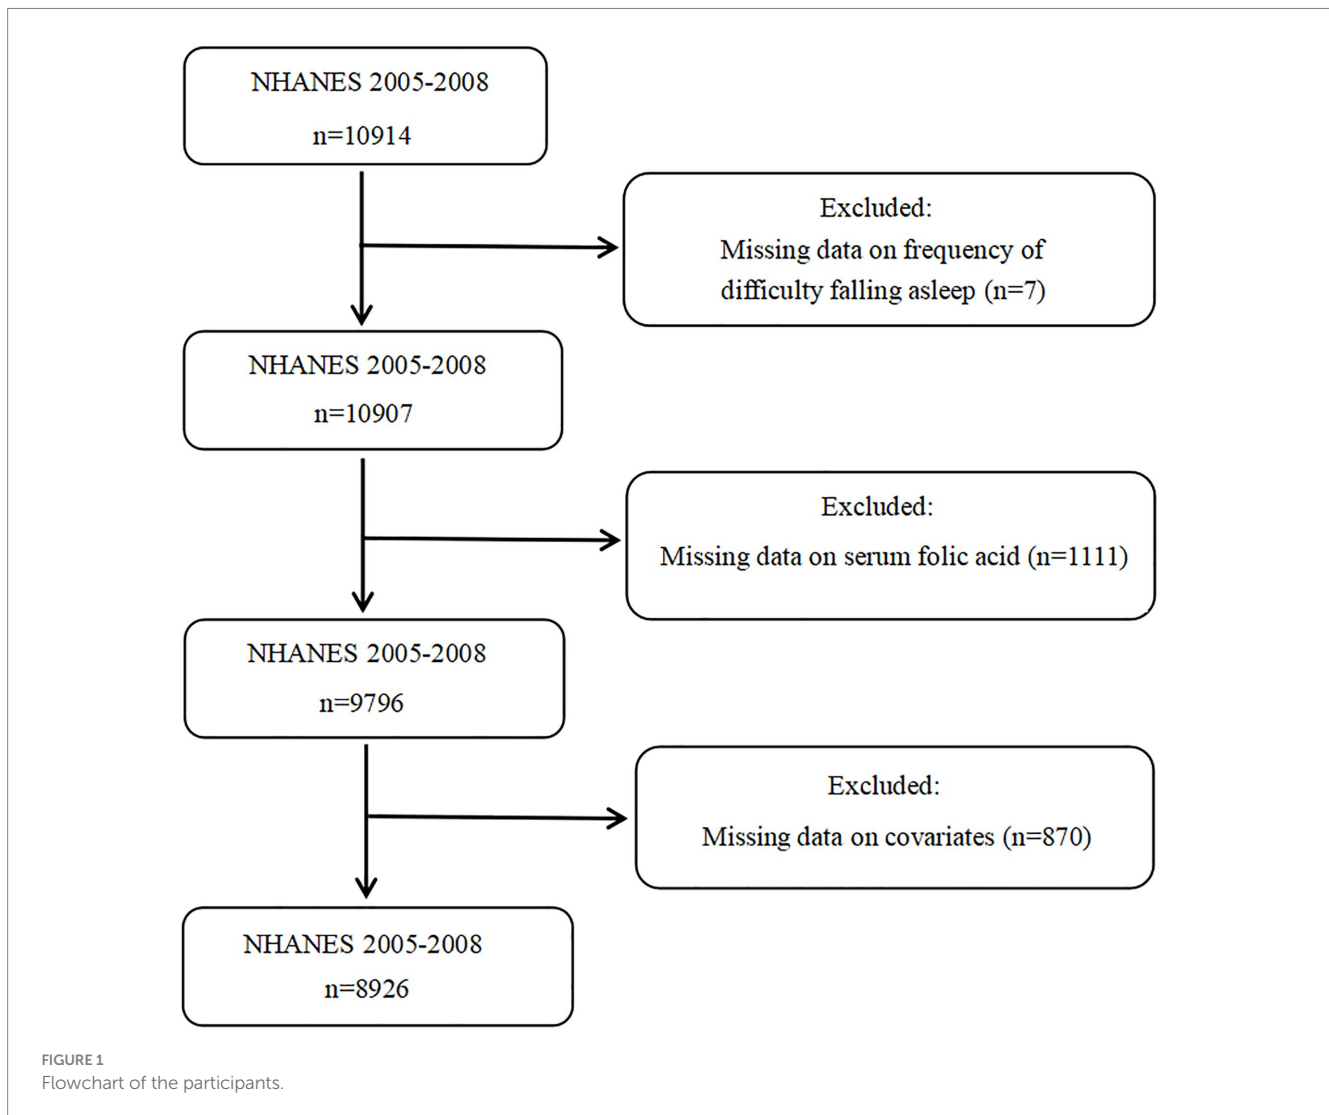 NHANES 2005-2008
n=10914
Excluded:
Missing data on frequency of
difficulty falling asleep (n=7)
NHANES 2005-2008
n=10907
Excluded:
Missing data on serum folic acid (n=1111)
NHANES 2005-2008
n=9796
Excluded:
Missing data on covariates (n=870)
NHANES 2005-2008
n=8926
FIGURE 1
Flowchart of the participants.